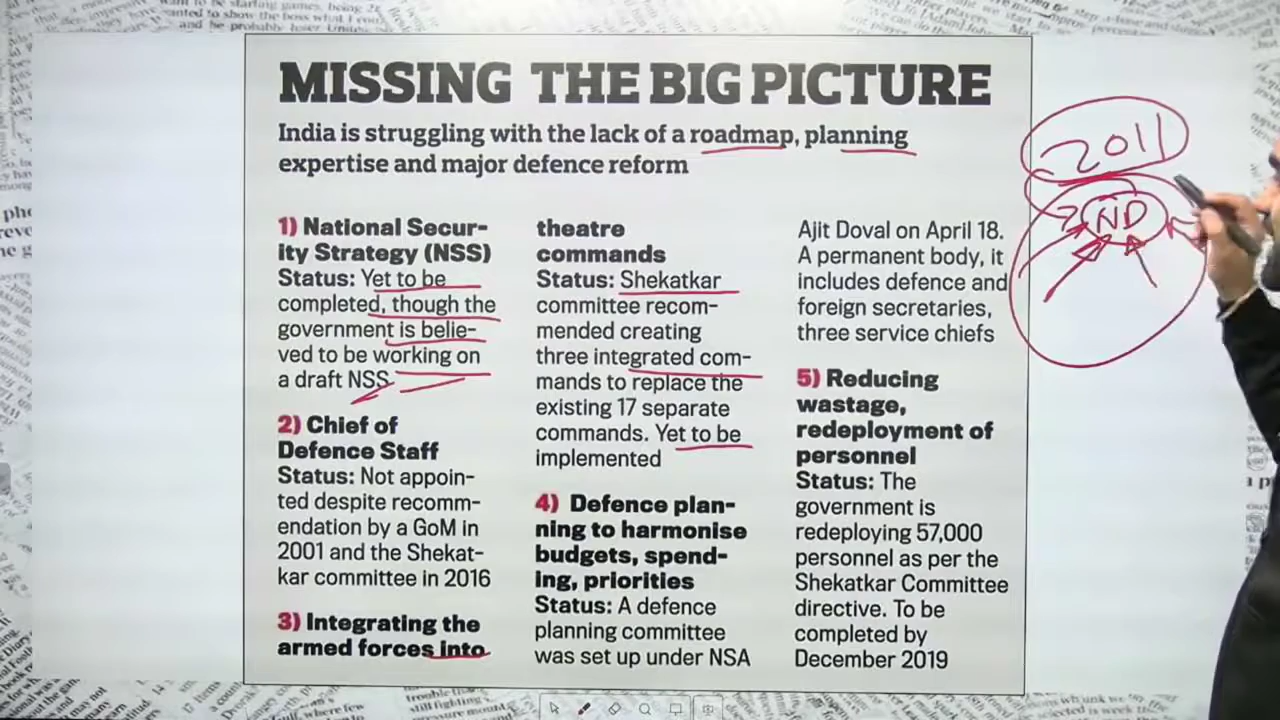 MISSING THE BIG PICTURE
India is struggling with the lack of a roadmap, planning
expertise and major defence reform
1) National Secur-
ity Strategy (NSS)
Status: Yet to be
completed, though the
government is belie-
ved to be working on
a draft NSS
2) Chief of
Defence Staff
Status: Not appoin-
ted despite recomm-
endation by a GoM in
2001 and the Shekat-
kar committee in 2016
3) Integrating the
armed forces into
theatre
commands
Status: Shekatkar
committee recom-
mended creating
three integrated com-
mands to replace the
existing 17 separate
commands. Yet to be
implemented
4) Defence plan-
ning to harmonise
budgets, spend-
ing, priorities
Status: A defence
planning committee
was set up under NSA
Ajit Doval on April 18.
A permanent body, it
includes defence and
foreign secretaries,
three service chiefs
5) Reducing
wastage,
redeployment of
personnel
Status: The
government is
redeploying 57,000
personnel as per the
Shekatkar Committee
directive. To be
completed by
December 2019
2011
ND